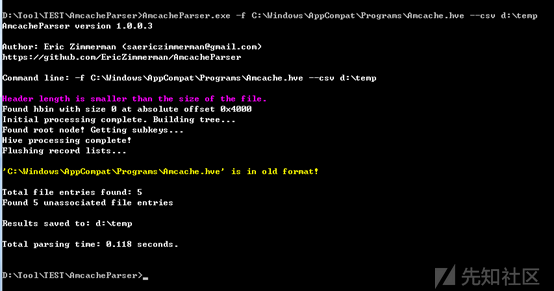 D:\Tool\TEST\AmcacheParser>AmcacheParser.exe -f C:\Windows\AppCompat\Programs\Amcache.hve --csv d:\temp
AmcacheParser version 1.0.0.3
Author: Eric Zimmerman (saericzimmerman@gmail.com)
https://github.com/EricZimmerman/AmcacheParser
Command line: -f C:\Windows\AppCompat\Programs\Amcache.hve --csv d:\temp
Header length is smaller than the size of the file.
Found hbin with size 0 at absolute offset 0x4000
Initial processing complete. Building tree...
Found root node! Getting subkeys...
Hive processing complete!
Flushing record lists...
'C:\Windows\AppCompat\Programs\Amcache.hve' is in old format!
Total file entries found: 5
Found 5 unassociated file entries
Results saved to: d:\temp
Total parsing time: 0.118 seconds.
D:\Tool\TEST\AmcacheParser>_
先知社区